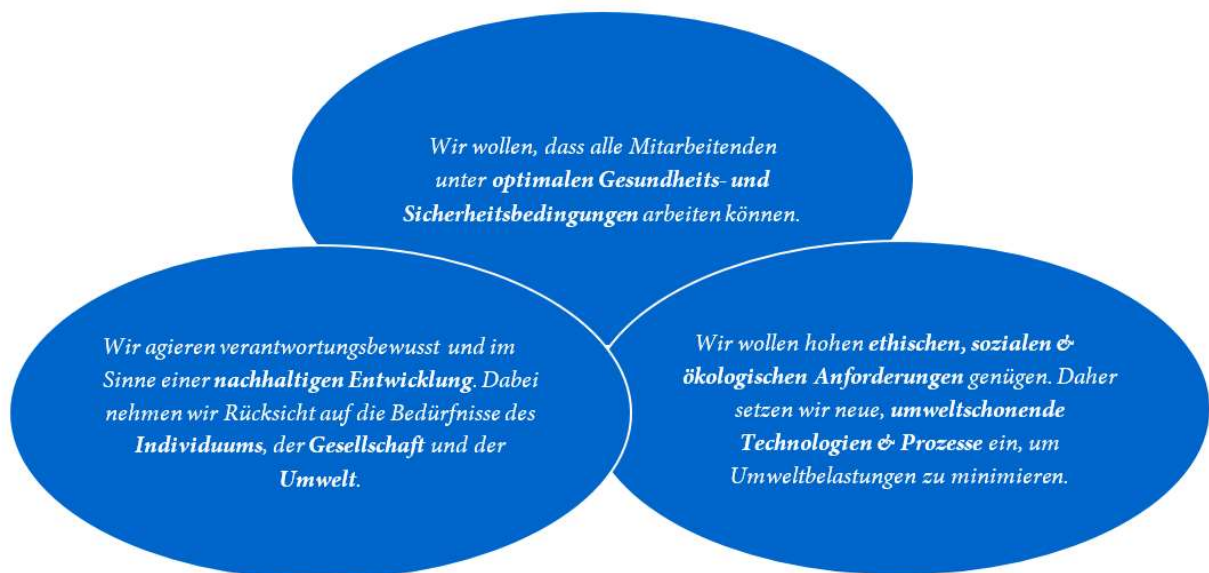 Wir wollen, dass alle Mitarbeitenden
unter optimalen Gesundheits- und
Sicherheitsbedingungen arbeiten können.
Wir agieren verantwortungsbewusst und im
Sinne einer nachhaltigen Entwicklung. Dabei
nehmen wir Rücksicht auf die Bedürfnisse des
Individuums, der Gesellschaft und der
Umwelt.
Wir wollen hohen ethischen, sozialen &
ökologischen Anforderungen genügen. Daher
setzen wir neue, umweltschonende
Technologien & Prozesse ein, um
Umweltbelastungen zu minimieren.